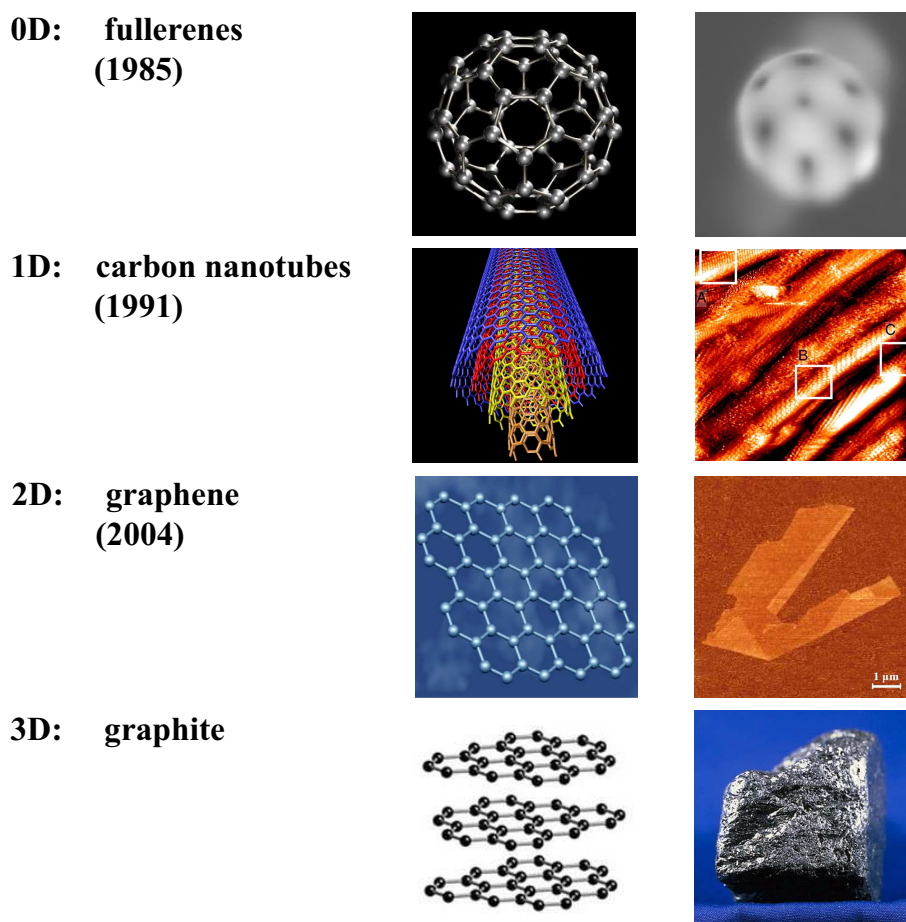 0D: fullerenes
(1985)
1D: carbon nanotubes
(1991)
A
B
C
2D: graphene
(2004)
1 μm
3D: graphite